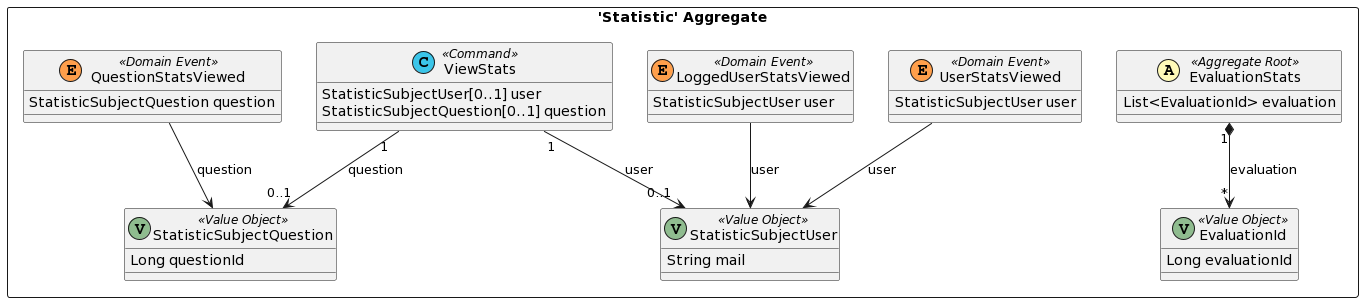 'Statistic' Aggregate
E
«Domain Event»
QuestionStatsViewed
StatisticSubjectQuestion question
C
«Command»
ViewStats
StatisticSubjectUser[0..1] user
StatisticSubjectQuestion[0..1] question
E
«Domain Event»
LoggedUserStatsViewed
StatisticSubjectUser user
E
«Domain Event»
UserStatsViewed
StatisticSubjectUser user
A
«Aggregate Root»
EvaluationStats
List<EvaluationId> evaluation
question
1
question
0..1
1
user
0..1
user
user
1
evaluation
*
V
«Value Object»
StatisticSubjectQuestion
Long questionId
V
«Value Object»
StatisticSubjectUser
String mail
V
«Value Object»
EvaluationId
Long evaluationId